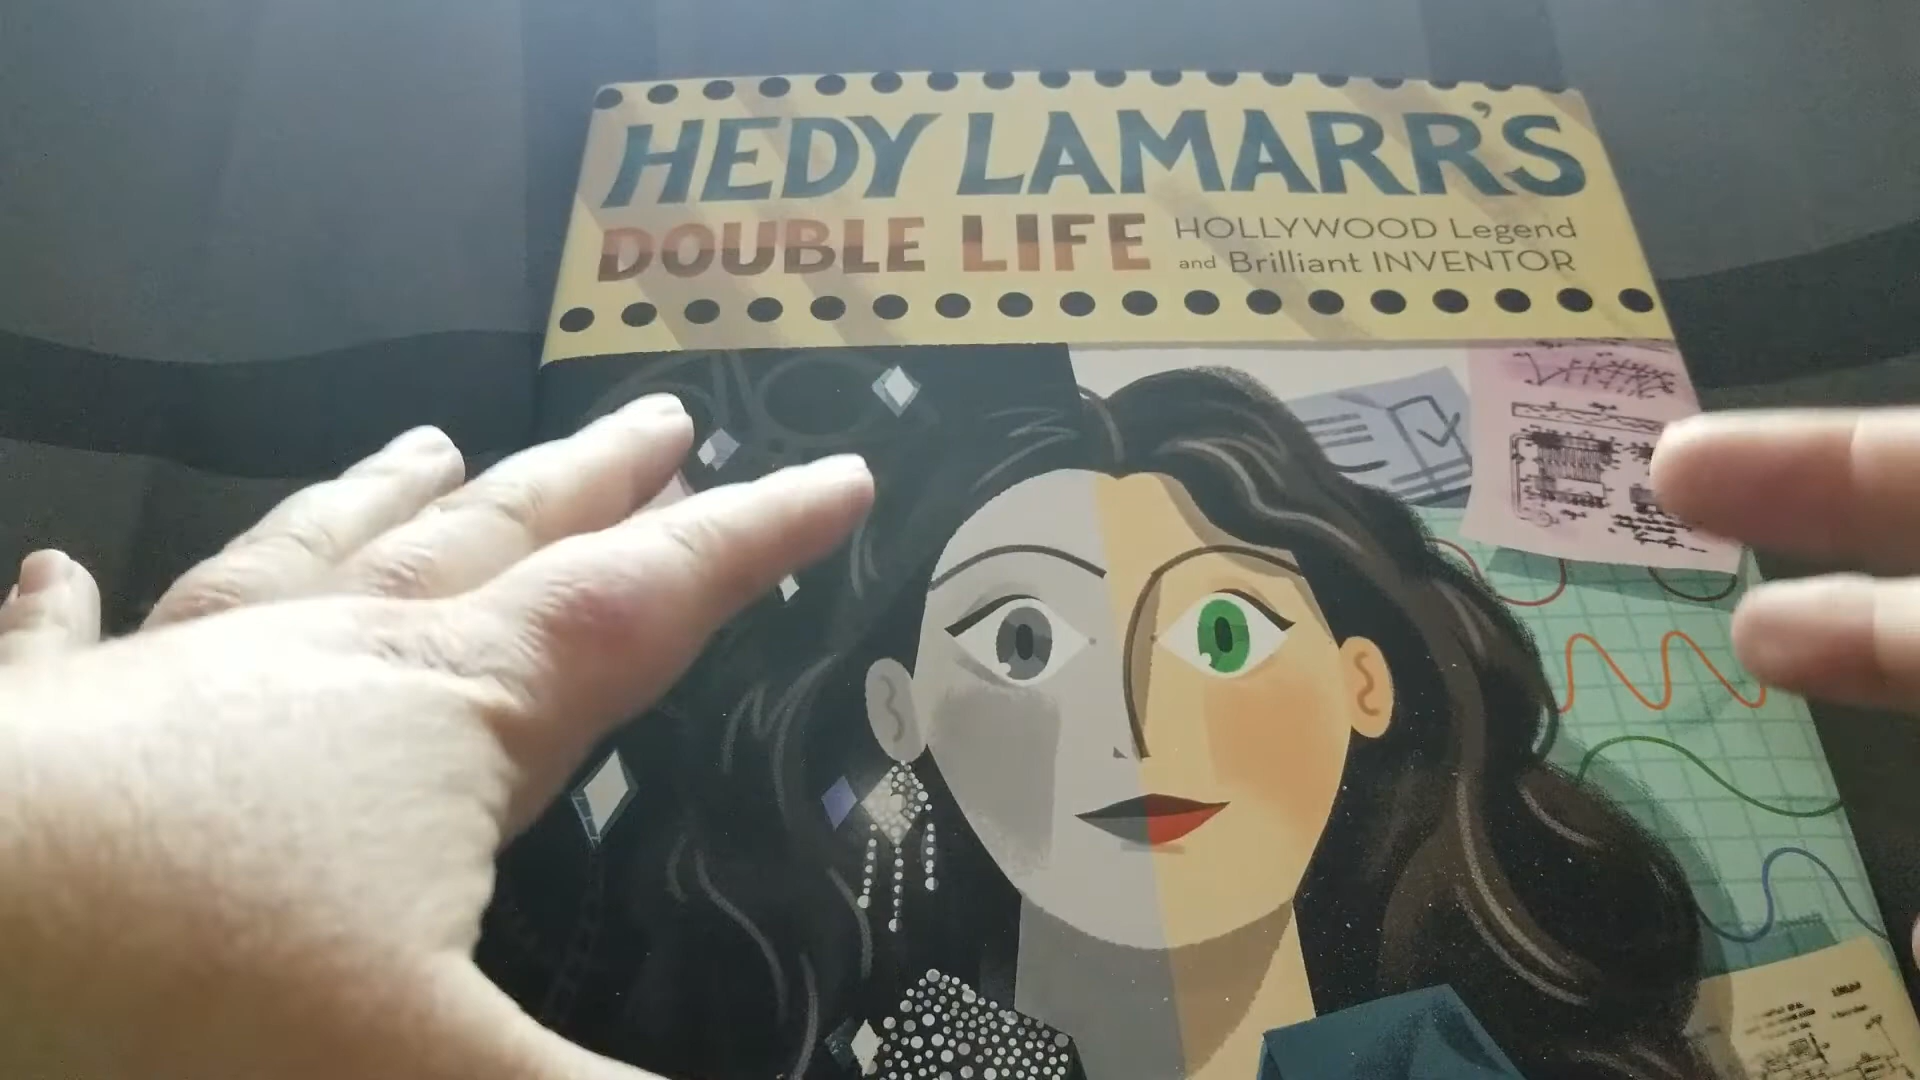 HEDY LAMARR'S
DOUBLE LIFE
HOLLYWOOD Legend
and Brilliant INVENTOR